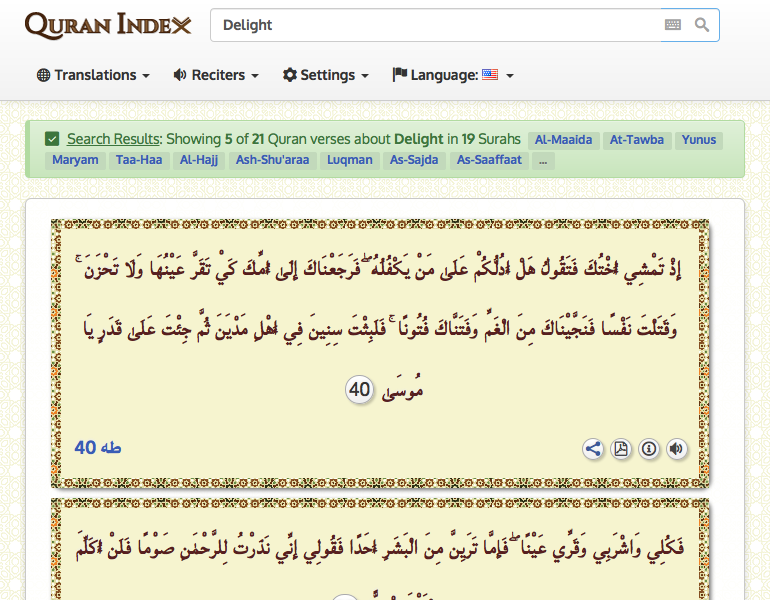 QURAN INDEX
Delight
Translations Reciters Settings Language:
Search Results: Showing 5 of 21 Quran verses about Delight in 19 Surahs Al-Maaida At-Tawba Yunus
Maryam Taa-Haa Al-Hajj Ash-Shu'araa Luqman As-Sajda As-Saaffaat ...
إِذْ تَمْشِي أُخْتُكَ فَتَقُولُ هَلْ أَدُلُّكُمْ عَلَىٰ مَنْ يَكْفُلُهُ ۖ فَرَجَعْنَاكَ إِلَىٰ أُمِّكَ كَيْ تَقَرَّ عَيْنُهَا وَلَا تَحْزَنَ ۚ
وَقَتَلْتَ نَفْسًا فَنَجَّيْنَاكَ مِنَ الْغَمِّ وَفَتَنَّاكَ فُتُونًا ۚ فَلَبِثْتَ سِنِينَ فِي أَهْلِ مَدْيَنَ ثُمَّ جِئْتَ عَلَىٰ قَدَرٍ يَا
مُوسَىٰ 40
طه 40
فَكُلِي وَاشْرَبِي وَقَرِّي عَيْنًا ۖ فَإِمَّا تَرَيِنَّ مِنَ الْبَشَرِ أَحَدًا فَقُولِي إِنِّي نَذَرْتُ لِلرَّحْمَٰنِ صَوْمًا فَلَنْ أُكَلِّمَ